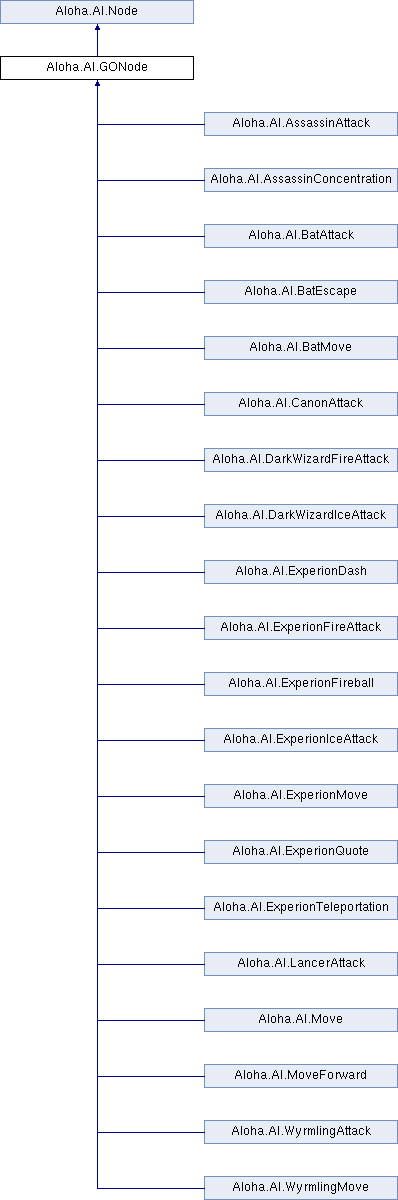 Aloha.AI.Node
Aloha.AI.GONode
Aloha.AI.AssassinAttack
Aloha.AI.AssassinConcentration
Aloha.AI.BatAttack
Aloha.AI.BatEscape
Aloha.AI.BatMove
Aloha.AI.CanonAttack
Aloha.AI.DarkWizardFireAttack
Aloha.AI.DarkWizardIceAttack
Aloha.AI.ExperionDash
Aloha.AI.ExperionFireAttack
Aloha.AI.ExperionFireball
Aloha.AI.ExperionIceAttack
Aloha.AI.ExperionMove
Aloha.AI.ExperionQuote
Aloha.AI.ExperionTeleportation
Aloha.AI.LancerAttack
Aloha.AI.Move
Aloha.AI.MoveForward
Aloha.AI.WyrmlingAttack
Aloha.AI.WyrmlingMove